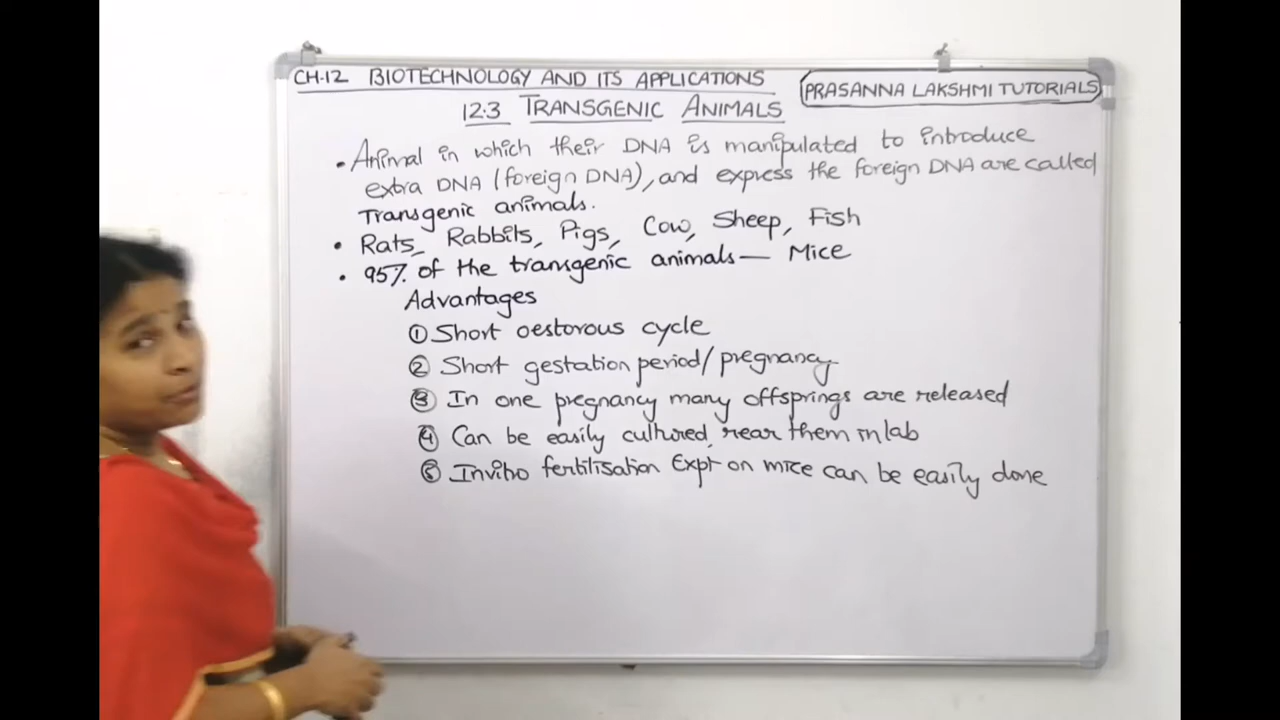 CH-12 BIOTECHNOLOGY AND ITS APPLICATIONS
PRASANNA LAKSHMI TUTORIALS
12.3 TRANSGENIC ANIMALS
• Animal in which their DNA is manipulated to introduce
extra DNA (foreign DNA), and express the foreign DNA are called
Transgenic animals.
• Rats, Rabbits, Pigs, Cow, Sheep, Fish
• 95% of the transgenic animals — Mice
Advantages
① Short oestorous cycle
② Short gestation period/pregnancy
③ In one pregnancy many offsprings are released
④ Can be easily cultured, rear them in lab
⑤ Invitro fertilisation Expt on mice can be easily done